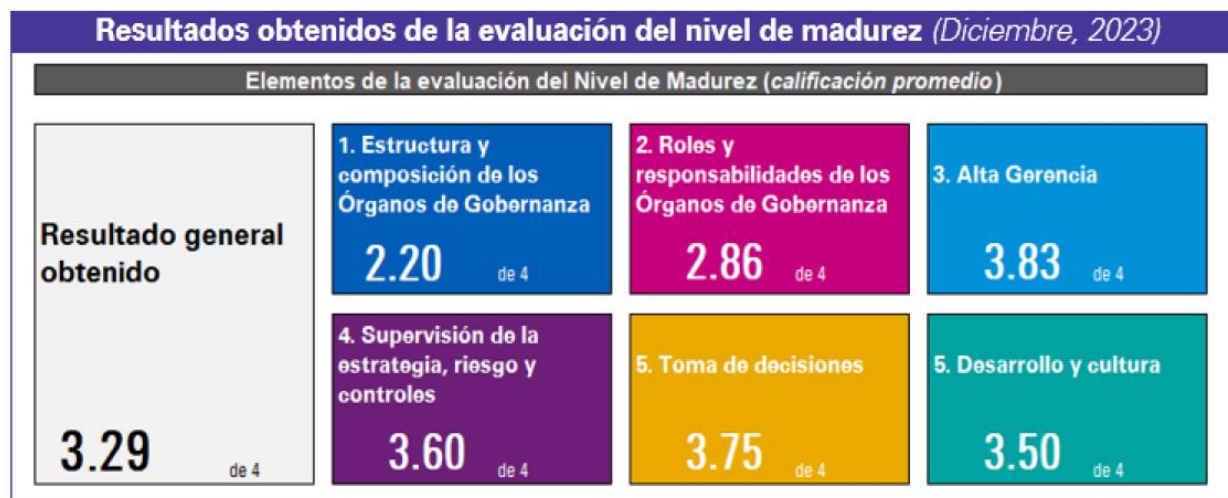 Resultados obtenidos de la evaluación del nivel de madurez (Diciembre, 2023)
Elementos de la evaluación del Nivel de Madurez (calificación promedio)
Resultado general
obtenido
3.29 de 4
1. Estructura y
composición de los
Órganos de Gobernanza
2.20 de 4
2. Roles y
responsabilidades de los
Órganos de Gobernanza
2.86 de 4
3. Alta Gerencia
3.83 de 4
4. Supervisión de la
estrategia, riesgo y
controles
3.60 de 4
5. Toma de decisiones
3.75 de 4
5. Desarrollo y cultura
3.50 de 4